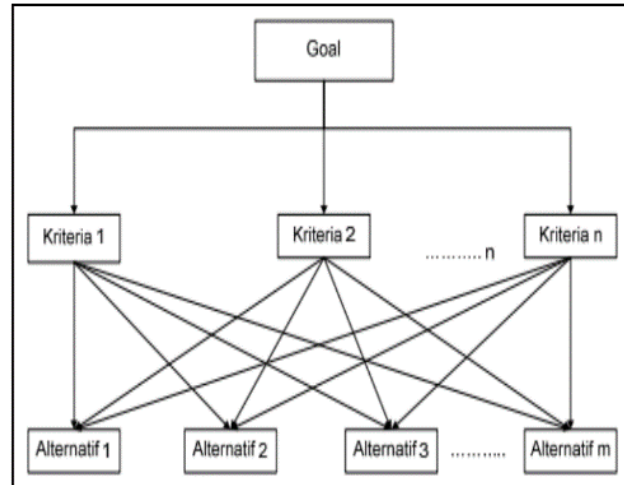 Goal
Kriteria 1
Kriteria 2
........... n
Kriteria n
Alternatif 1
Alternatif 2
Alternatif 3
...........
Alternatif m